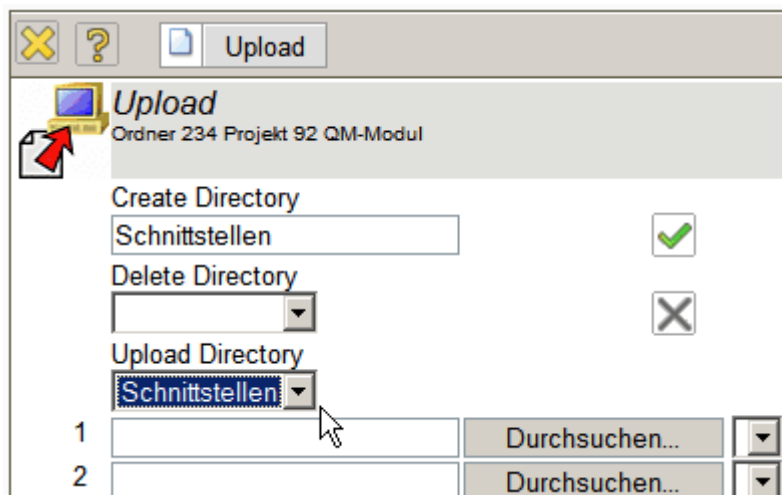 Upload
Upload
Ordner 234 Projekt 92 QM-Modul
Create Directory
Schnittstellen
Delete Directory
Upload Directory
Schnittstellen
1 Durchsuchen...
2 Durchsuchen...